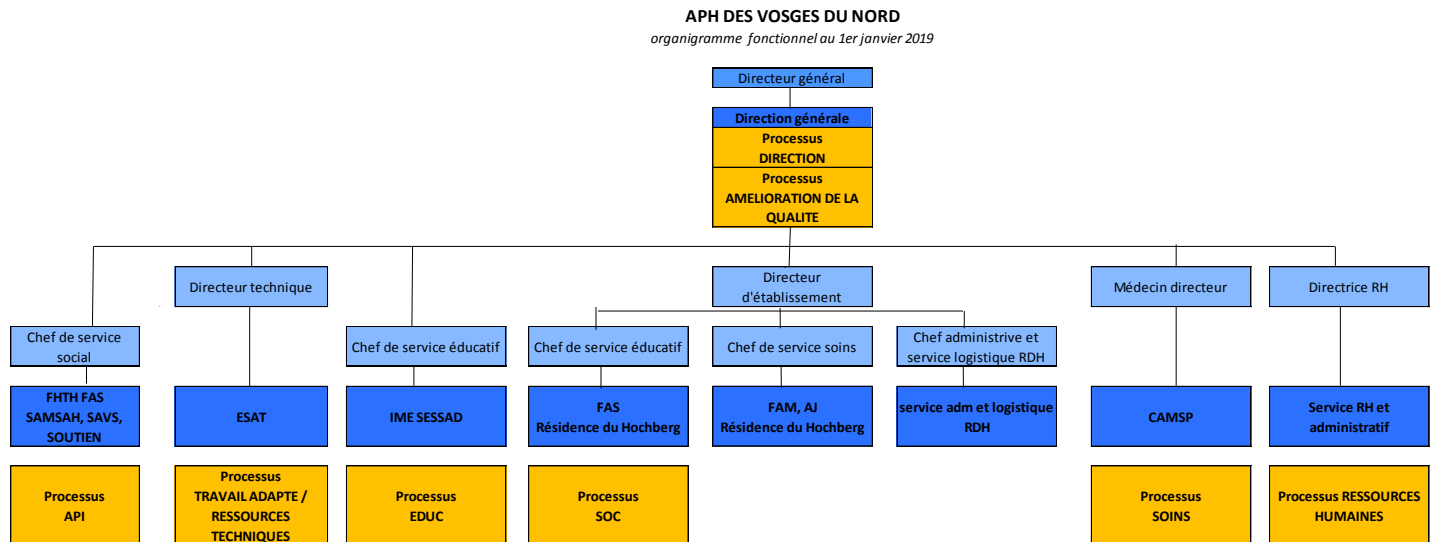 APH DES VOSGES DU NORD
organigramme fonctionnel au 1er janvier 2019
Directeur général
Direction générale
Processus
DIRECTION
Processus
AMELIORATION DE LA
QUALITE
Directeur technique
Directeur
d'établissement
Médecin directeur
Directrice RH
Chef de service
social
Chef de service éducatif
Chef de service éducatif
Chef de service soins
Chef administrive et
service logistique RDH
FHTH FAS
SAMSAH, SAVS,
SOUTIEN
ESAT
IME SESSAD
FAS
Résidence du Hochberg
FAM, AJ
Résidence du Hochberg
service adm et logistique
RDH
CAMSP
Service RH et
administratif
Processus
API
Processus
TRAVAIL ADAPTE /
RESSOURCES
TECHNIQUES
Processus
EDUC
Processus
SOC
Processus
SOINS
Processus RESSOURCES
HUMAINES